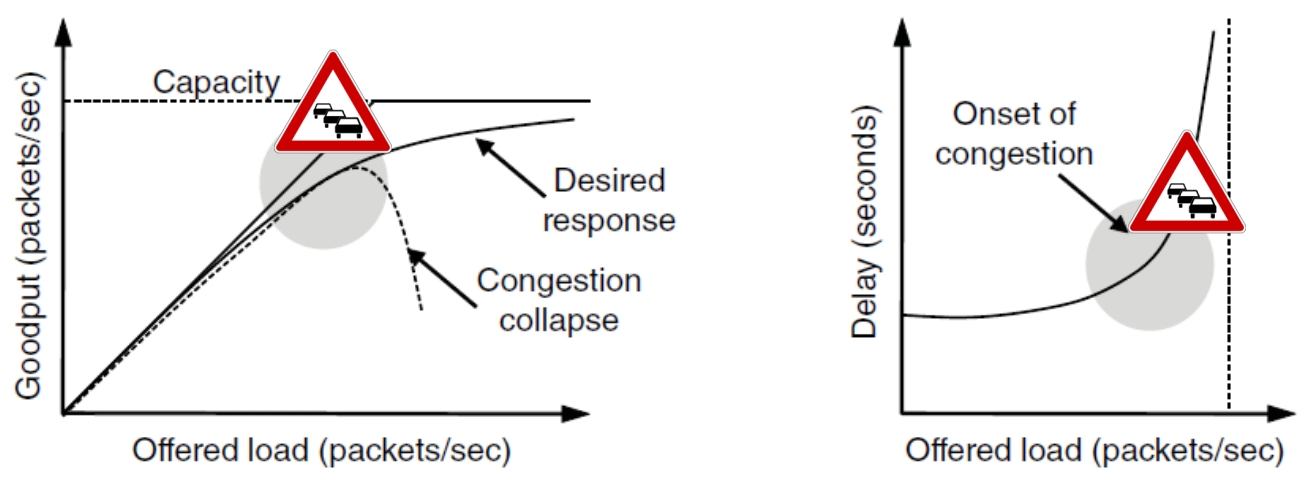 Goodput (packets/sec)
Capacity
Desired
response
Congestion
collapse
Offered load (packets/sec)
Delay (seconds)
Onset of
congestion
Offered load (packets/sec)